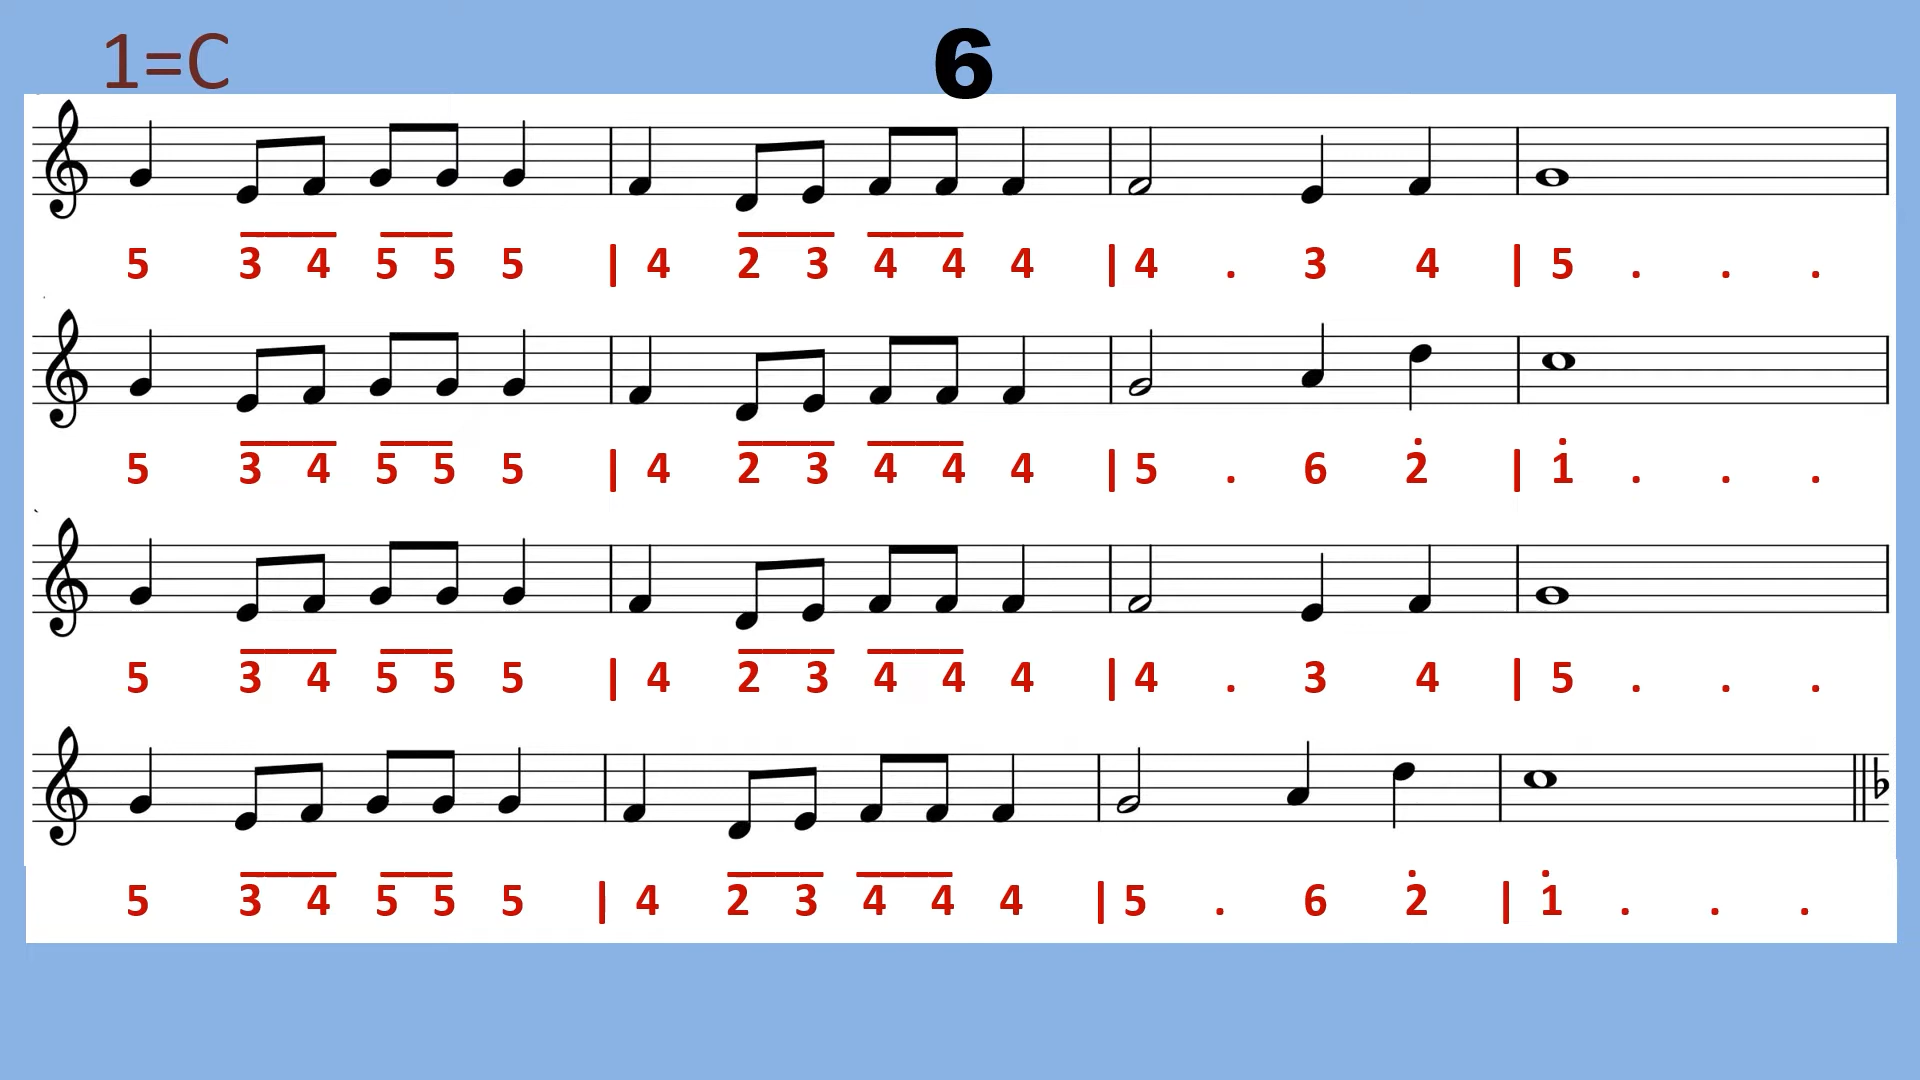 1=C
6
5 3 4 5 5 5 | 4 2 3 4 4 4 | 4 . 3 4 | 5 . . .
5 3 4 5 5 5 | 4 2 3 4 4 4 | 5 . 6 2̇ | 1̇ . . .
5 3 4 5 5 5 | 4 2 3 4 4 4 | 4 . 3 4 | 5 . . .
5 3 4 5 5 5 | 4 2 3 4 4 4 | 5 . 6 2̇ | 1̇ . . .